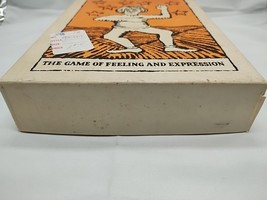 THE GAME OF FEELING AND EXPRESSION